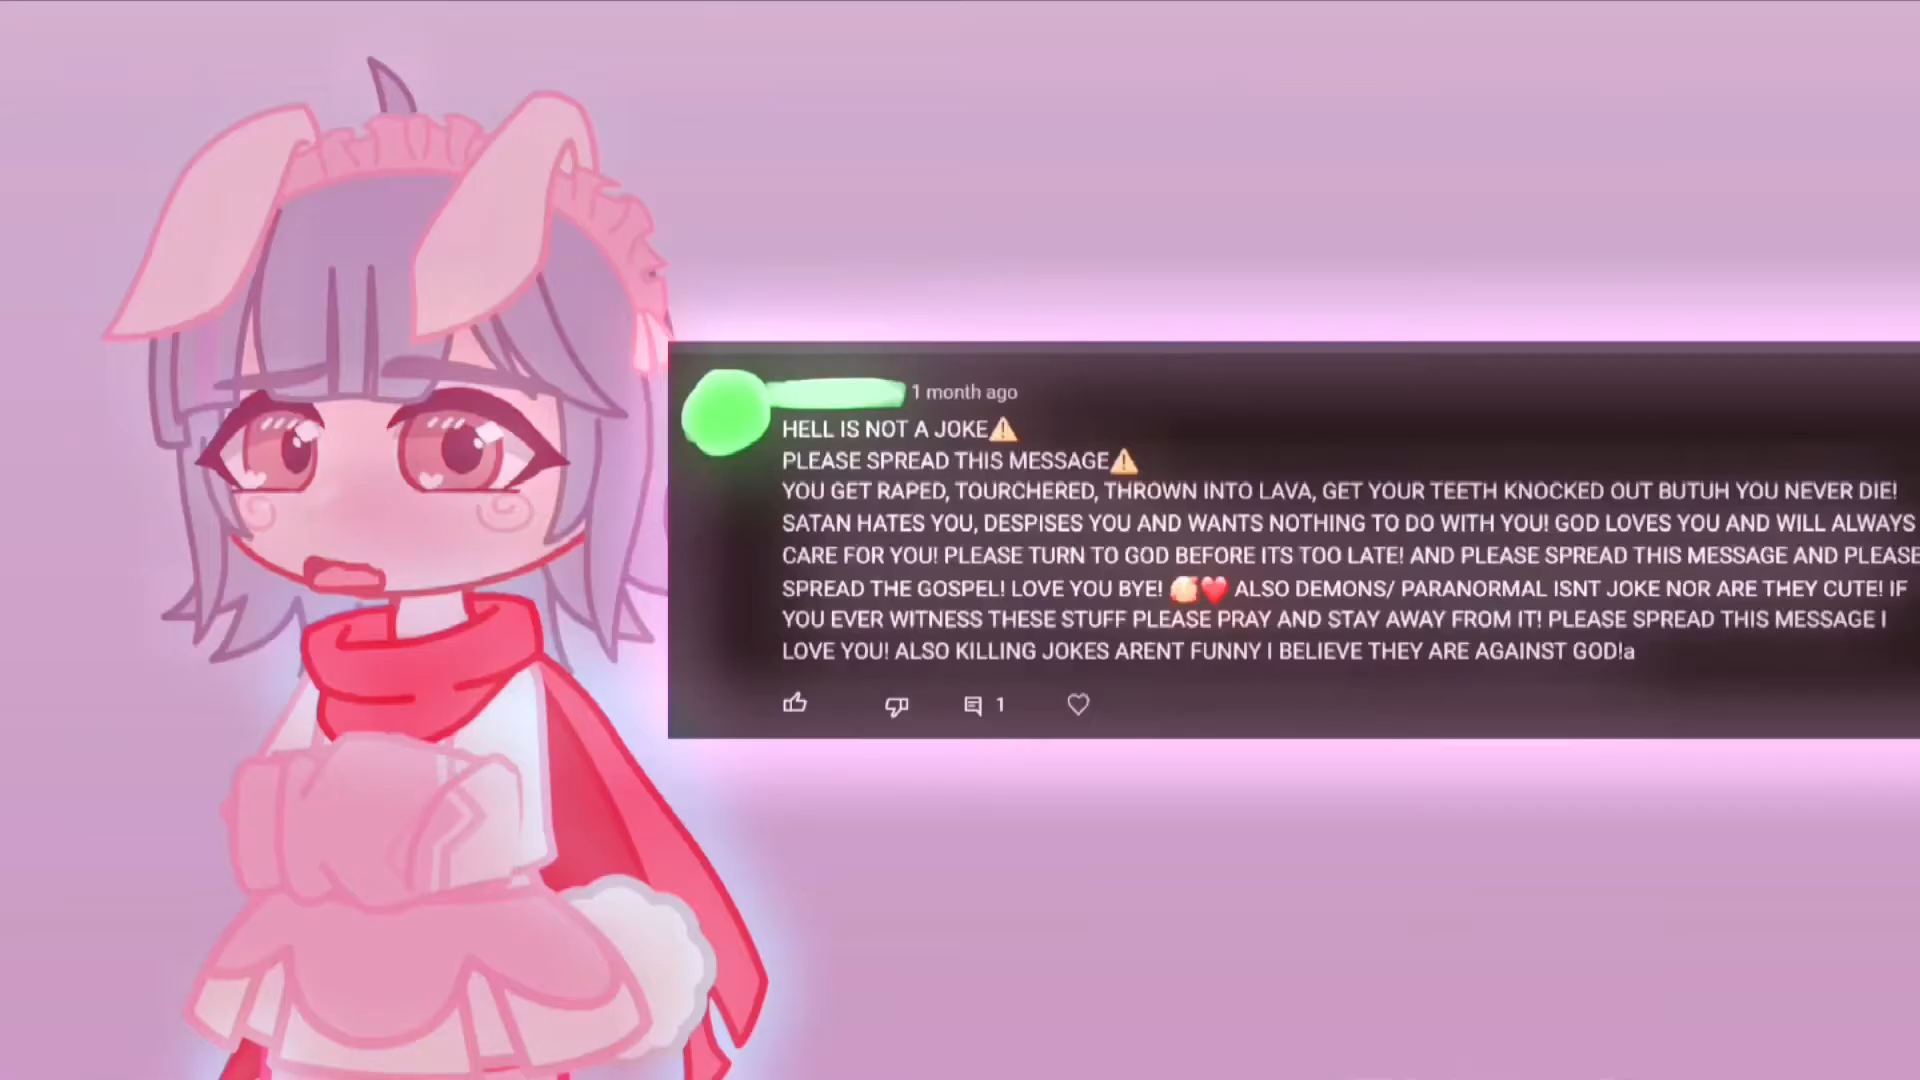 1 month ago
HELL IS NOT A JOKE⚠️
PLEASE SPREAD THIS MESSAGE⚠️
YOU GET RAPED, TOURCHERED, THROWN INTO LAVA, GET YOUR TEETH KNOCKED OUT BUTUH YOU NEVER DIE!
SATAN HATES YOU, DESPISES YOU AND WANTS NOTHING TO DO WITH YOU! GOD LOVES YOU AND WILL ALWAYS
CARE FOR YOU! PLEASE TURN TO GOD BEFORE ITS TOO LATE! AND PLEASE SPREAD THIS MESSAGE AND PLEASE
SPREAD THE GOSPEL! LOVE YOU BYE! 🥰❤️ ALSO DEMONS/ PARANORMAL ISNT JOKE NOR ARE THEY CUTE! IF
YOU EVER WITNESS THESE STUFF PLEASE PRAY AND STAY AWAY FROM IT! PLEASE SPREAD THIS MESSAGE I
LOVE YOU! ALSO KILLING JOKES ARENT FUNNY I BELIEVE THEY ARE AGAINST GOD!a
1